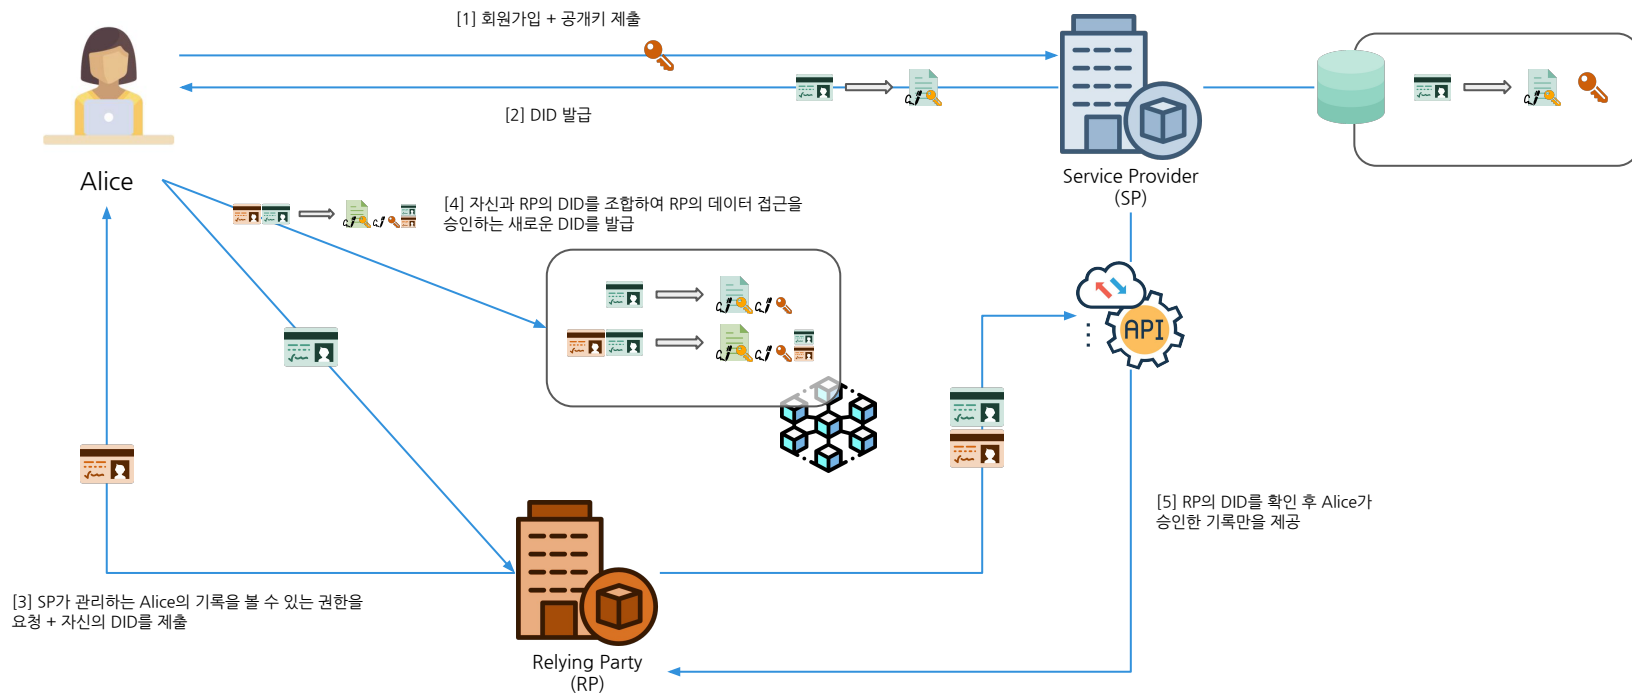 [1] 회원가입 + 공개키 제출
[2] DID 발급
Alice
Service Provider
(SP)
[4] 자신과 RP의 DID를 조합하여 RP의 데이터 접근을
승인하는 새로운 DID를 발급
API
[5] RP의 DID를 확인 후 Alice가
승인한 기록만을 제공
[3] SP가 관리하는 Alice의 기록을 볼 수 있는 권한을
요청 + 자신의 DID를 제출
Relying Party
(RP)